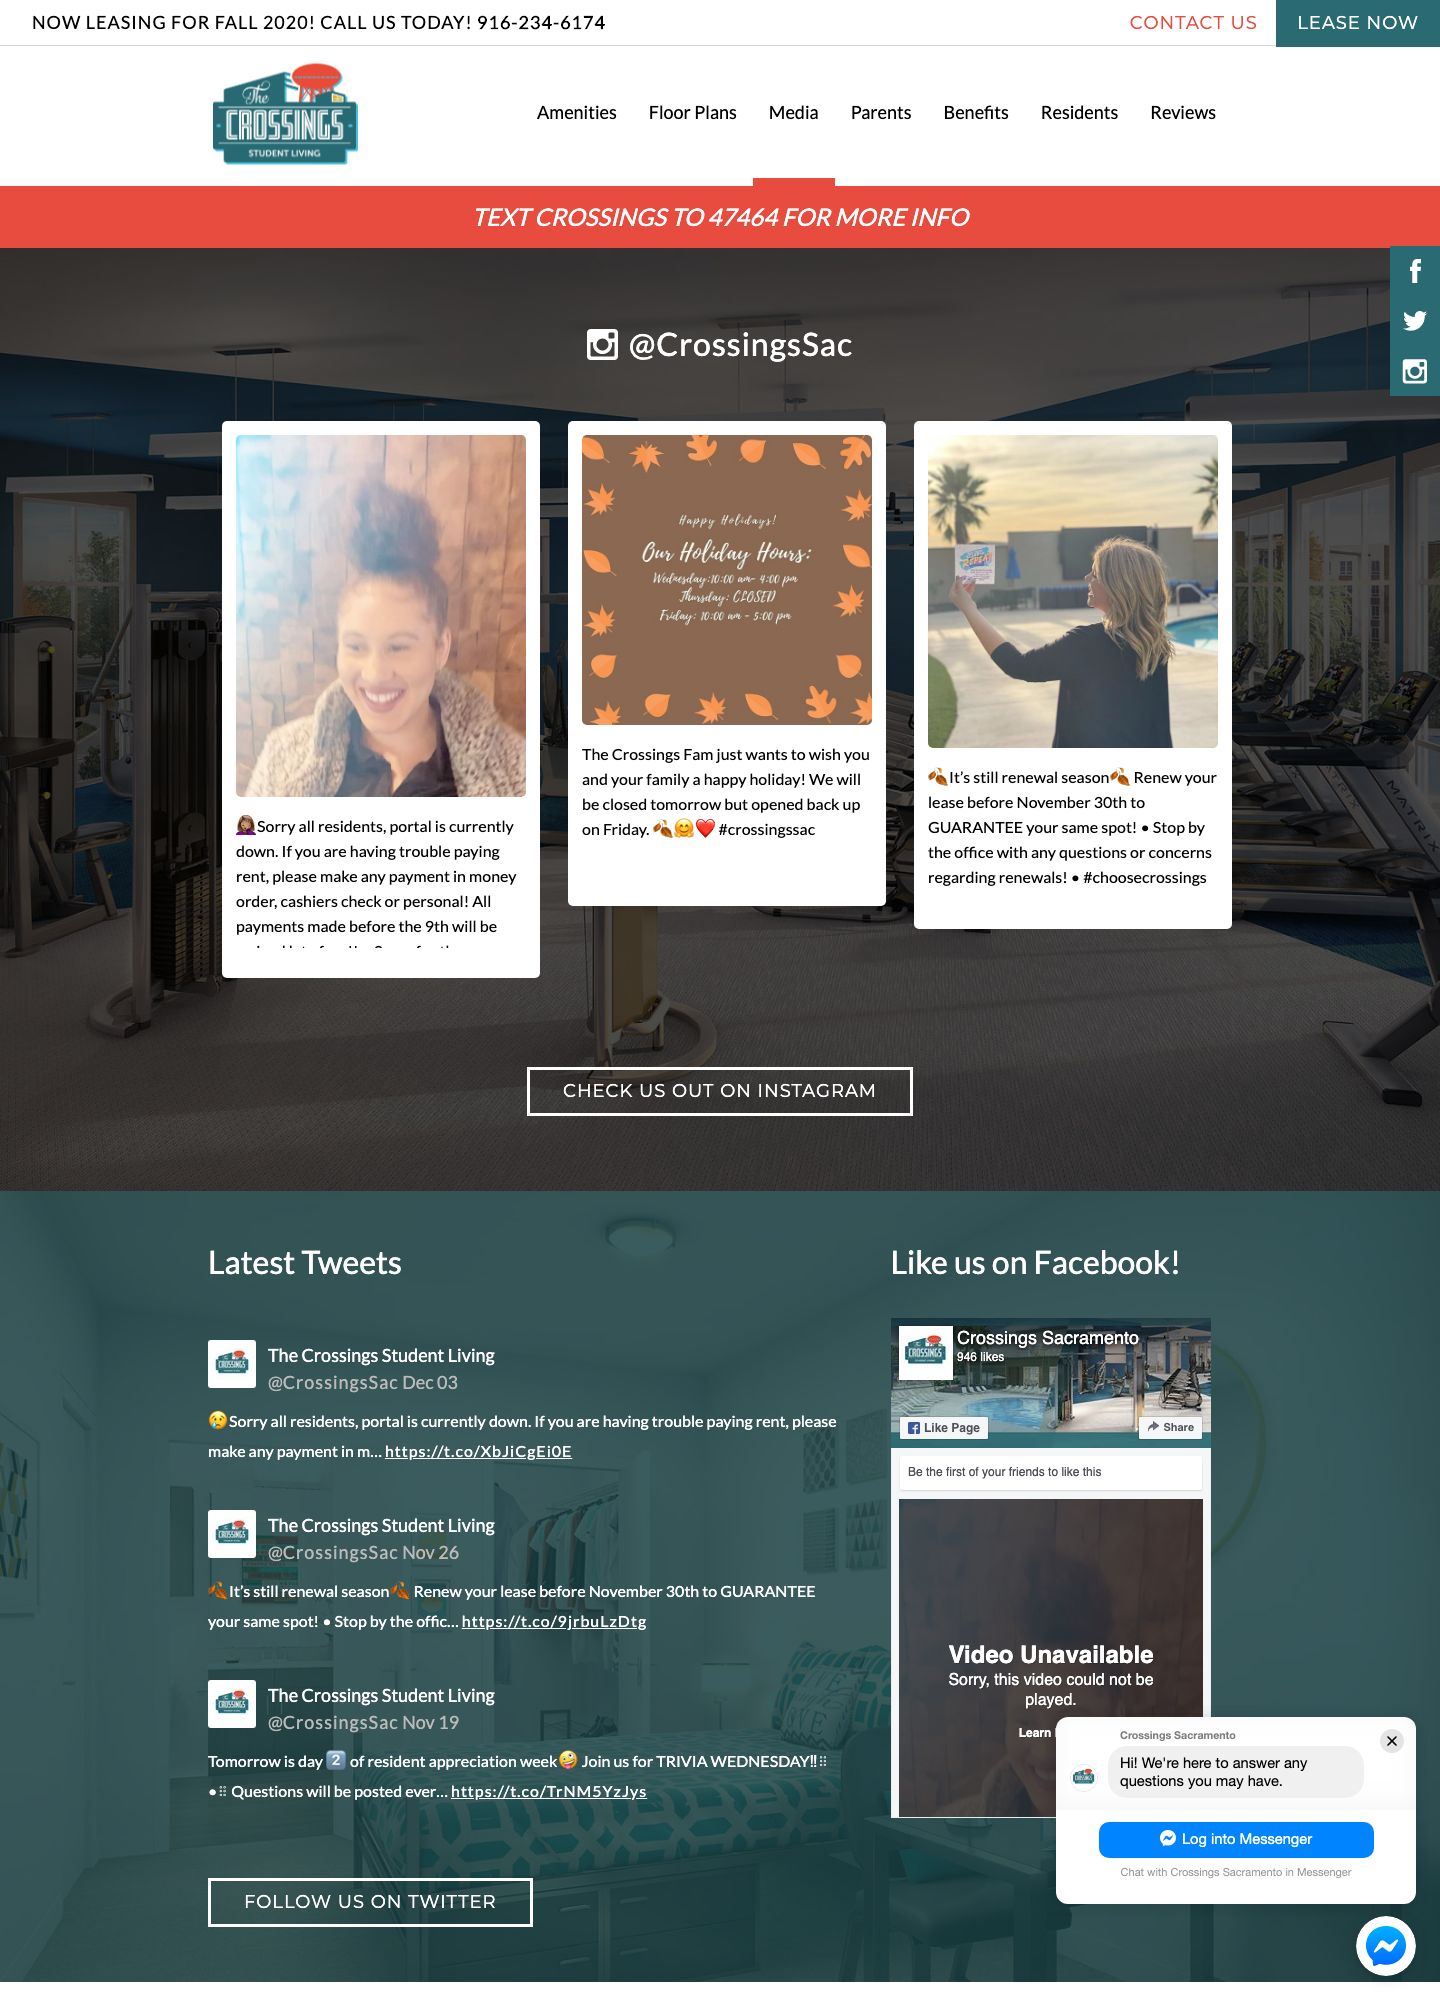 NOW LEASING FOR FALL 2020! CALL US TODAY! 916-234-6174
CONTACT US
LEASE NOW
The
CROSSINGS
STUDENT LIVING
Amenities
Floor Plans
Media
Parents
Benefits
Residents
Reviews
TEXT CROSSINGS TO 47464 FOR MORE INFO
@CrossingsSac
🤦🏽‍♀️Sorry all residents, portal is currently
down. If you are having trouble paying
rent, please make any payment in money
order, cashiers check or personal! All
payments made before the 9th will be
Happy Holidays!
Our Holiday Hours:
Wednesday:10:00 am- 4:00 pm
Thursday: CLOSED
Friday: 10:00 am - 5:00 pm
The Crossings Fam just wants to wish you
and your family a happy holiday! We will
be closed tomorrow but opened back up
on Friday. 🍂🤗❤️ #crossingssac
REPEAT
🍂It’s still renewal season🍂 Renew your
lease before November 30th to
GUARANTEE your same spot! • Stop by
the office with any questions or concerns
regarding renewals! • #choosecrossings
MATRIX
CHECK US OUT ON INSTAGRAM
Latest Tweets
The Crossings Student Living
@CrossingsSac Dec 03
😢Sorry all residents, portal is currently down. If you are having trouble paying rent, please
make any payment in m… https://t.co/XbJiCgEi0E
The Crossings Student Living
@CrossingsSac Nov 26
🍂It’s still renewal season🍂 Renew your lease before November 30th to GUARANTEE
your same spot! • Stop by the offic… https://t.co/9jrbuLzDtg
The Crossings Student Living
@CrossingsSac Nov 19
Tomorrow is day 2️⃣ of resident appreciation week🤪 Join us for TRIVIA WEDNESDAY‼️⠸
•⠸ Questions will be posted ever… https://t.co/TrNM5YzJys
FOLLOW US ON TWITTER
Like us on Facebook!
CROSSINGS
Crossings Sacramento
946 likes
Like Page
Share
Be the first of your friends to like this
Video Unavailable
Sorry, this video could not be
played.
Learn
Crossings Sacramento
Hi! We're here to answer any
questions you may have.
Log into Messenger
Chat with Crossings Sacramento in Messenger